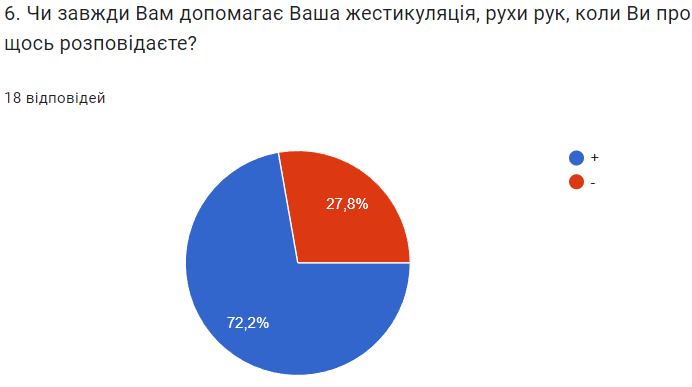 6. Чи завжди Вам допомагає Ваша жестикуляція, рухи рук, коли Ви про
щось розповідаєте?
18 відповідей
+
-
27,8%
72,2%